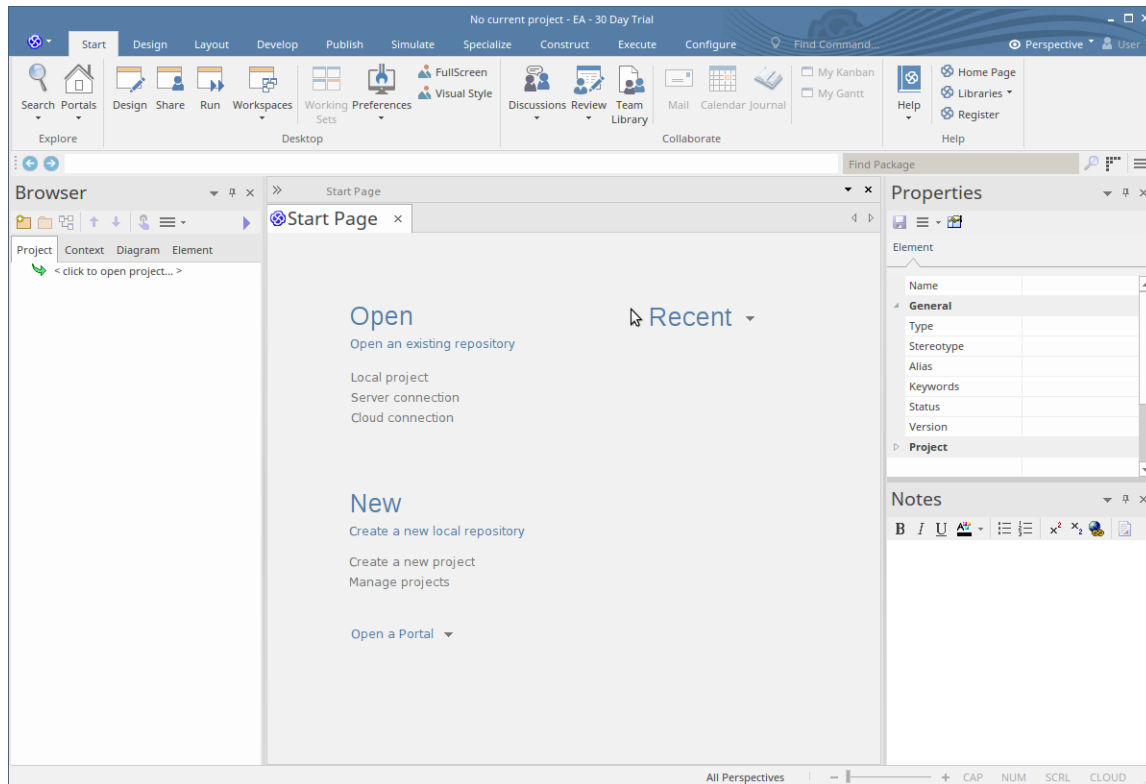 No current project - EA - 30 Day Trial
Start Design Layout Develop Publish Simulate Specialize Construct Execute Configure Find Command... Perspective User
Search Portals Design Share Run Workspaces Working Sets Preferences FullScreen Visual Style Discussions Review Team Library Mail Calendar Journal My Kanban My Gantt Help Home Page Libraries Register
Explore Desktop Collaborate Help
Find Package
Browser
Project Context Diagram Element
< click to open project... >
Start Page
Start Page
Open
Open an existing repository
Local project
Server connection
Cloud connection
Recent
New
Create a new local repository
Create a new project
Manage projects
Open a Portal
Properties
Element
Name
General
Type
Stereotype
Alias
Keywords
Status
Version
Project
Notes
B I U x² x₂
All Perspectives CAP NUM SCRL CLOUD